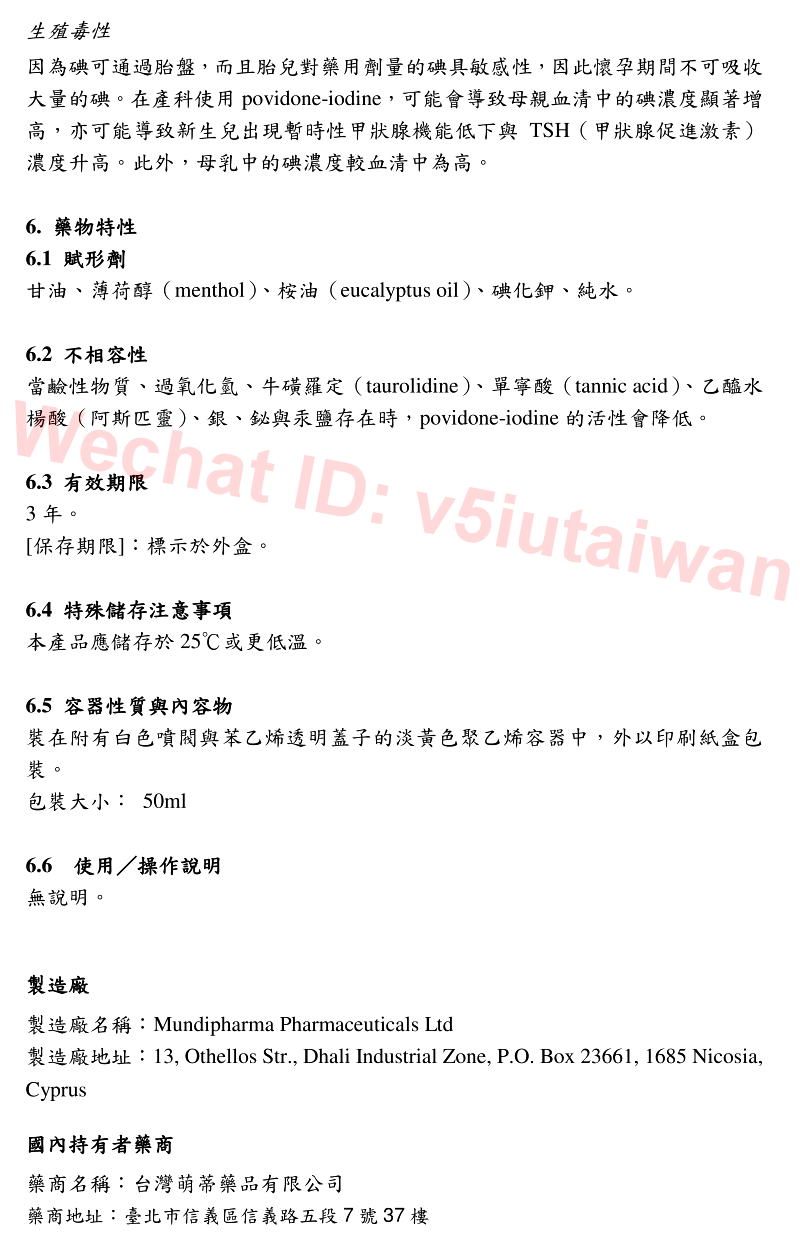 生殖毒性
因為碘可通過胎盤，而且胎兒對藥用劑量的碘具敏感性，因此懷孕期間不可吸收
大量的碘。在產科使用 povidone-iodine，可能會導致母親血清中的碘濃度顯著增
高，亦可能導致新生兒出現暫時性甲狀腺機能低下與 TSH（甲狀腺促進激素）
濃度升高。此外，母乳中的碘濃度較血清中為高。
6. 藥物特性
6.1 賦形劑
甘油、薄荷醇（menthol）、桉油（eucalyptus oil）、碘化鉀、純水。
6.2 不相容性
當鹼性物質、過氧化氫、牛磺羅定（taurolidine）、單寧酸（tannic acid）、乙醯水
楊酸（阿斯匹靈）、銀、鉍與汞鹽存在時，povidone-iodine 的活性會降低。
Wechat ID: v5iutaiwan
6.3 有效期限
3 年。
[保存期限]：標示於外盒。
6.4 特殊儲存注意事項
本產品應儲存於 25℃或更低溫。
6.5 容器性質與內容物
裝在附有白色噴閥與苯乙烯透明蓋子的淡黃色聚乙烯容器中，外以印刷紙盒包
裝。
包裝大小： 50ml
6.6 使用／操作說明
無說明。
製造廠
製造廠名稱：Mundipharma Pharmaceuticals Ltd
製造廠地址：13, Othellos Str., Dhali Industrial Zone, P.O. Box 23661, 1685 Nicosia,
Cyprus
國內持有者藥商
藥商名稱：台灣萌蒂藥品有限公司
藥商地址：臺北市信義區信義路五段 7 號 37 樓